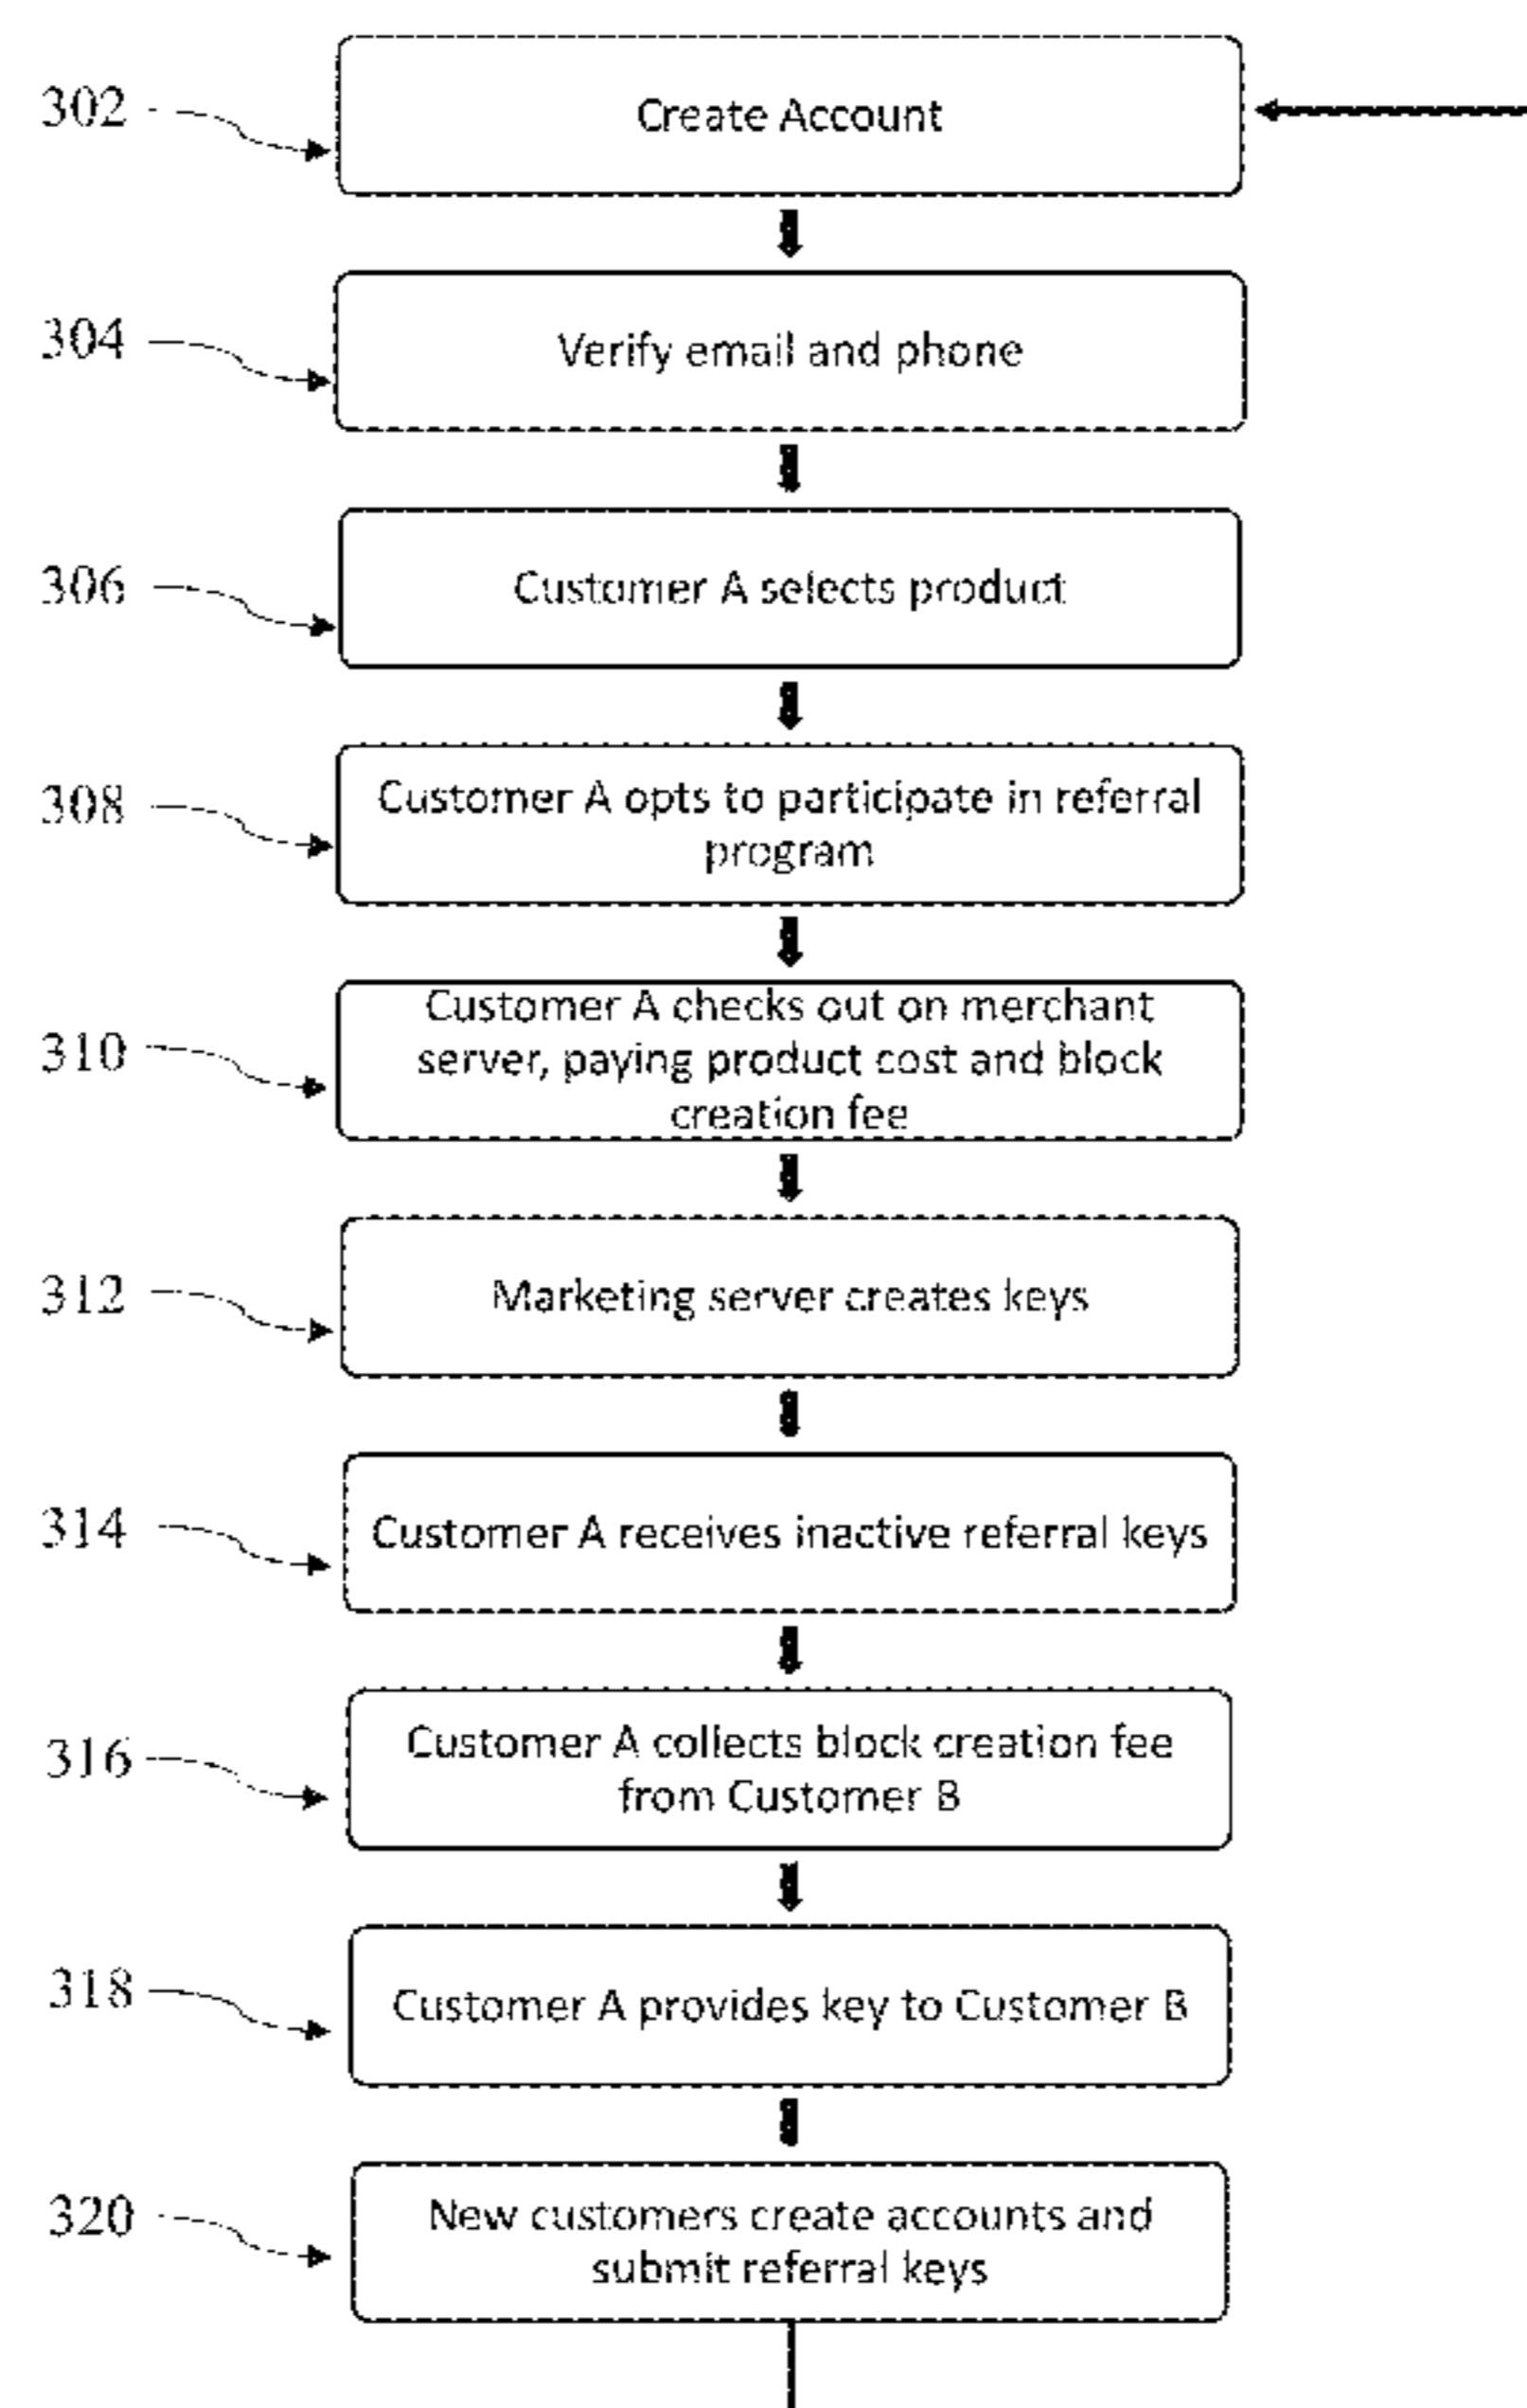 302
Create Account
304
Verify email and phone
306
Customer A selects product
308
Customer A opts to participate in referral
program
310
Customer A checks out on merchant
server, paying product cost and block
creation fee
312
Marketing server creates keys
314
Customer A receives inactive referral keys
316
Customer A collects block creation fee
from Customer B
318
Customer A provides key to Customer B
320
New customers create accounts and
submit referral keys